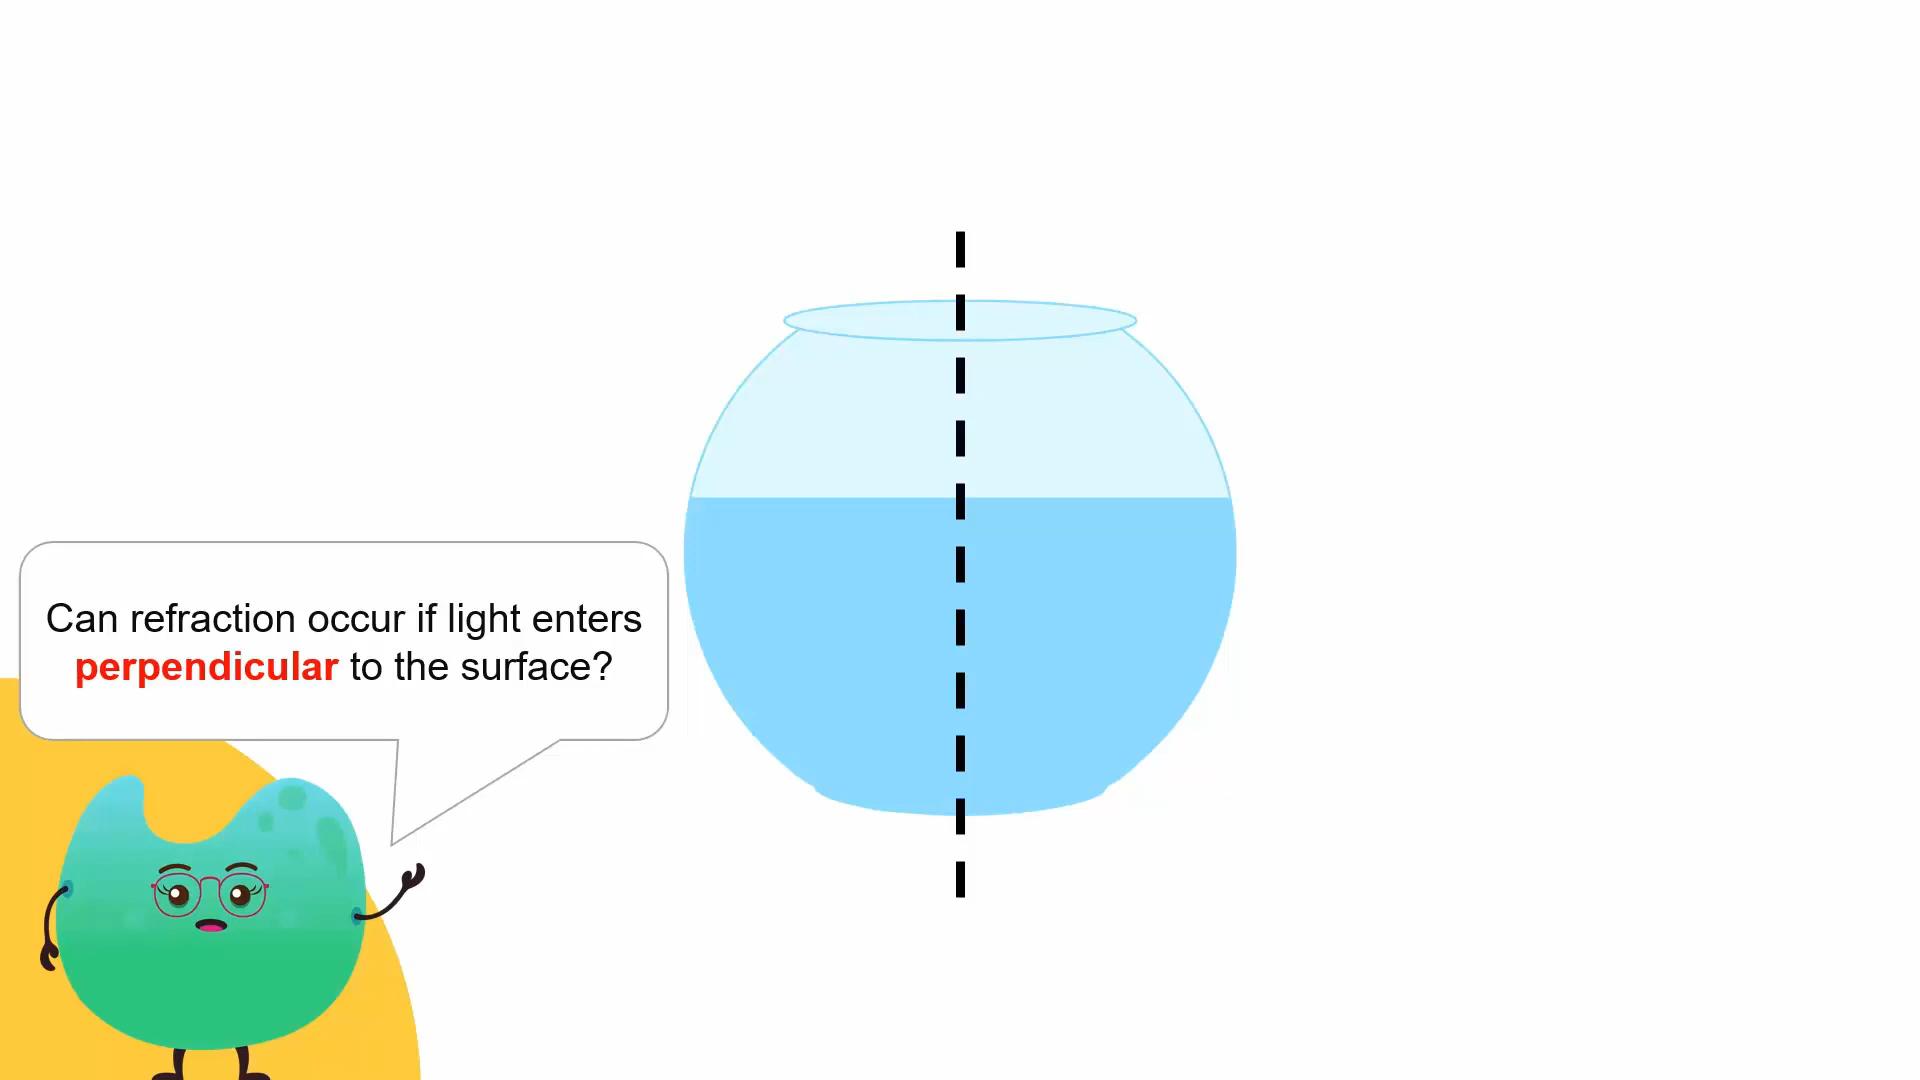 Can refraction occur if light enters
perpendicular to the surface?